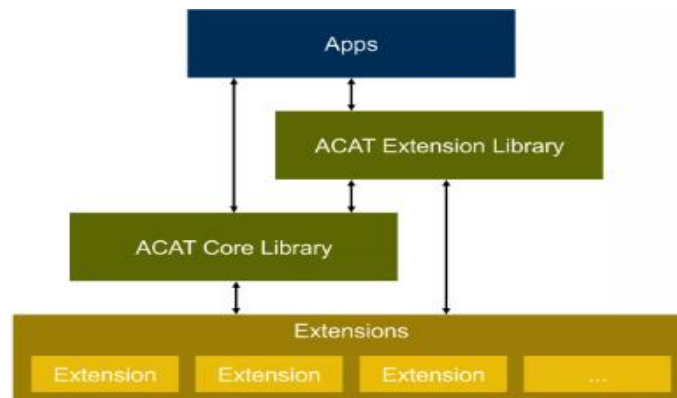 Apps
ACAT Extension Library
ACAT Core Library
Extensions
Extension Extension Extension ...